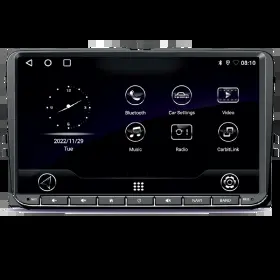 08:10
Bluetooth
Car Settings
Video
2022/11/29
Tue
Music
Radio
CarbitLink
NAVI
BAND